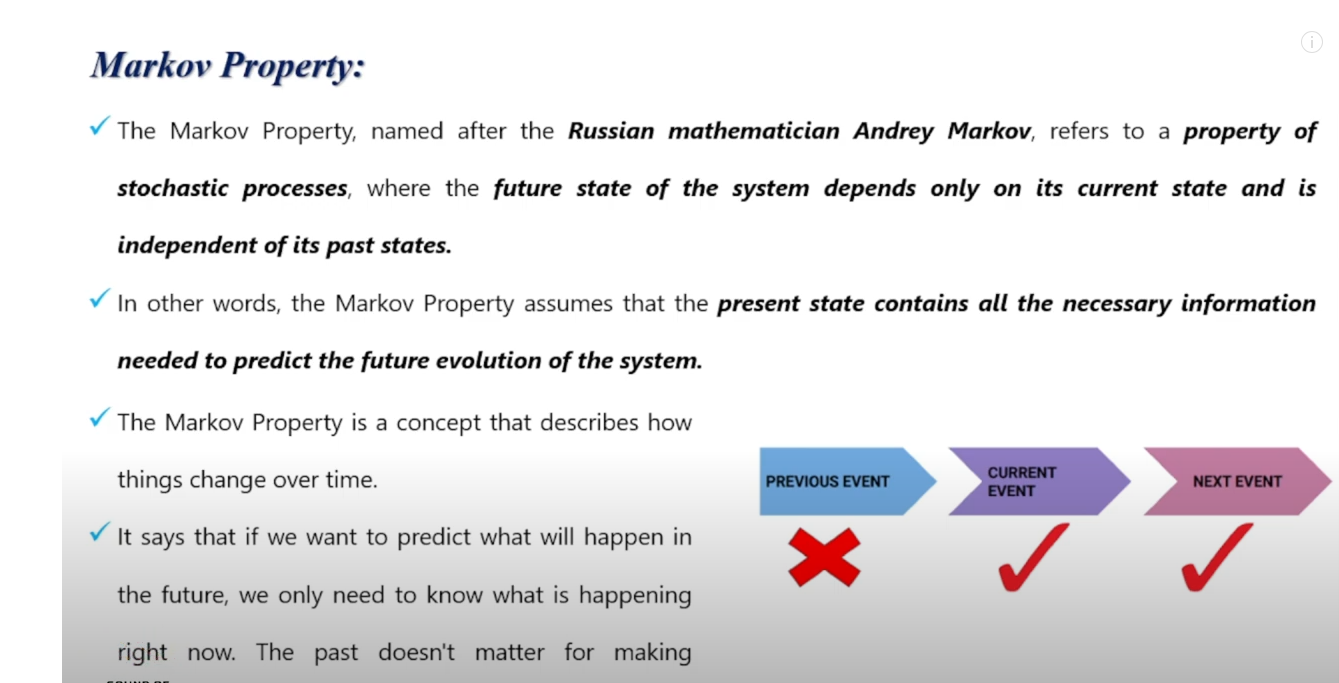 Markov Property:
The Markov Property, named after the Russian mathematician Andrey Markov, refers to a property of
stochastic processes, where the future state of the system depends only on its current state and is
independent of its past states.
In other words, the Markov Property assumes that the present state contains all the necessary information
needed to predict the future evolution of the system.
The Markov Property is a concept that describes how
things change over time.
It says that if we want to predict what will happen in
the future, we only need to know what is happening
right now. The past doesn't matter for making
PREVIOUS EVENT
CURRENT
EVENT
NEXT EVENT